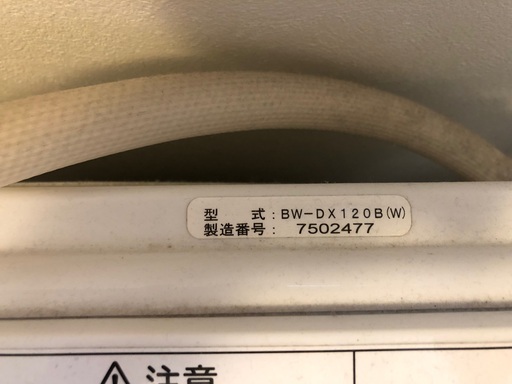 型　式 : BW-DX120B(W)
製造番号 : 7502477
⚠ 注意